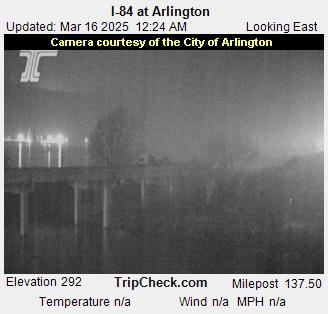 I-84 at Arlington
Updated: Mar 16 2025 12:24 AM Looking East
Camera courtesy of the City of Arlington
Elevation 292 TripCheck.com Milepost 137.50
Temperature n/a Wind n/a MPH n/a